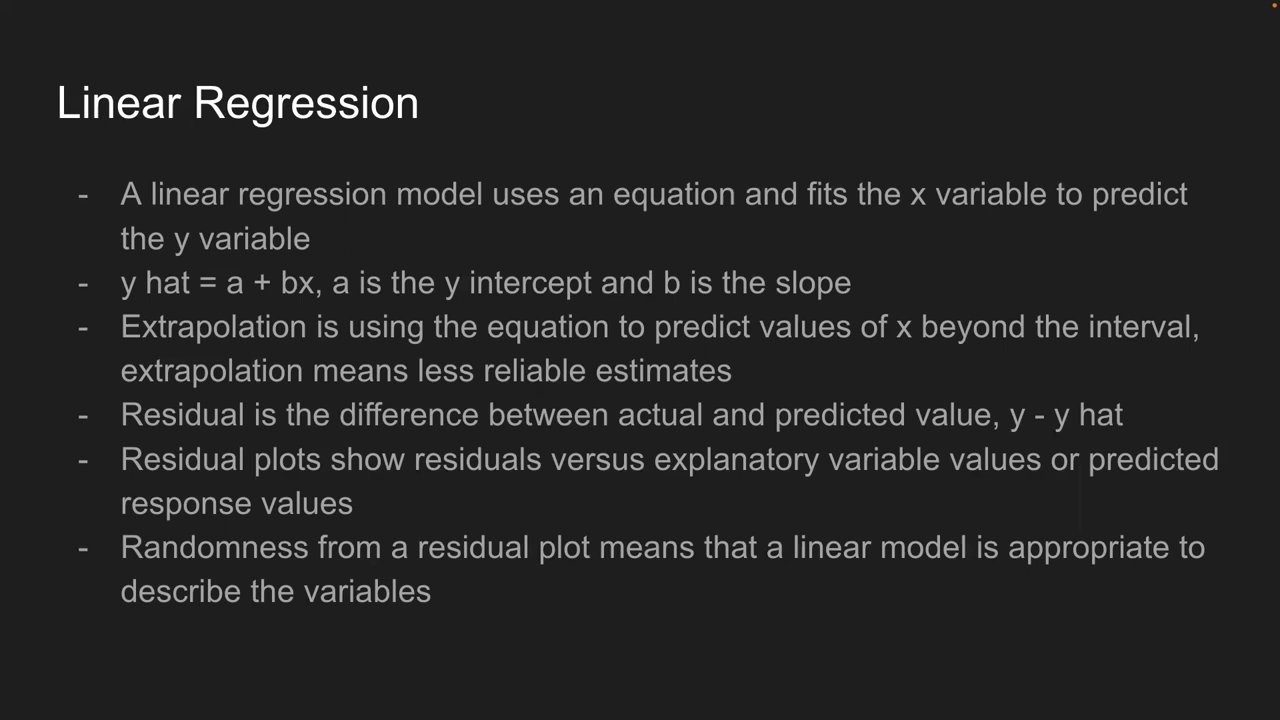 Linear Regression
- A linear regression model uses an equation and fits the x variable to predict
the y variable
- y hat = a + bx, a is the y intercept and b is the slope
- Extrapolation is using the equation to predict values of x beyond the interval,
extrapolation means less reliable estimates
- Residual is the difference between actual and predicted value, y - y hat
- Residual plots show residuals versus explanatory variable values or predicted
response values
- Randomness from a residual plot means that a linear model is appropriate to
describe the variables